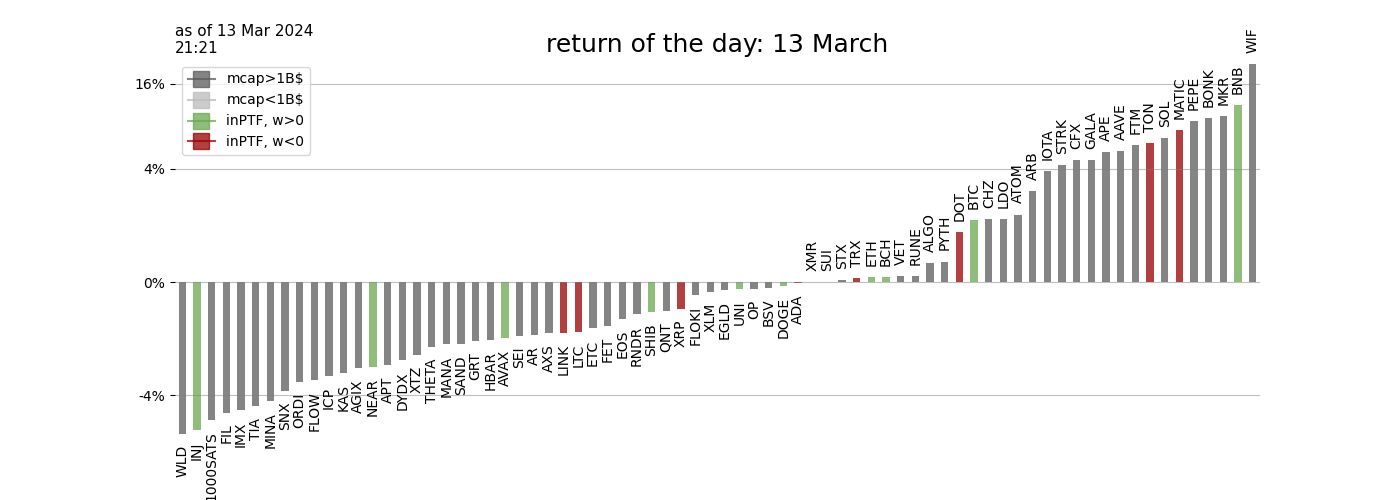 as of 13 Mar 2024
21:21
return of the day: 13 March
mcap>1B$
mcap<1B$
inPTF, w>0
inPTF, w<0
16%
4%
0%
-4%
WLD
INJ
1000SATS
FIL
IMX
TIA
MINA
SNX
ORDI
FLOW
ICP
KAS
AGIX
NEAR
APT
DYDX
XTZ
THETA
MANA
SAND
GRT
HBAR
AVAX
SEI
AR
AXS
LINK
LTC
ETC
FET
EOS
RNDR
SHIB
QNT
XRP
FLOKI
XLM
EGLD
UNI
OP
BSV
DOGE
ADA
XMR
SUI
STX
TRX
ETH
BCH
VET
RUNE
ALGO
PYTH
DOT
BTC
CHZ
LDO
ATOM
ARB
IOTA
STRK
CFX
GALA
APE
AAVE
FTM
TON
SOL
MATIC
PEPE
BONK
MKR
BNB
WIF